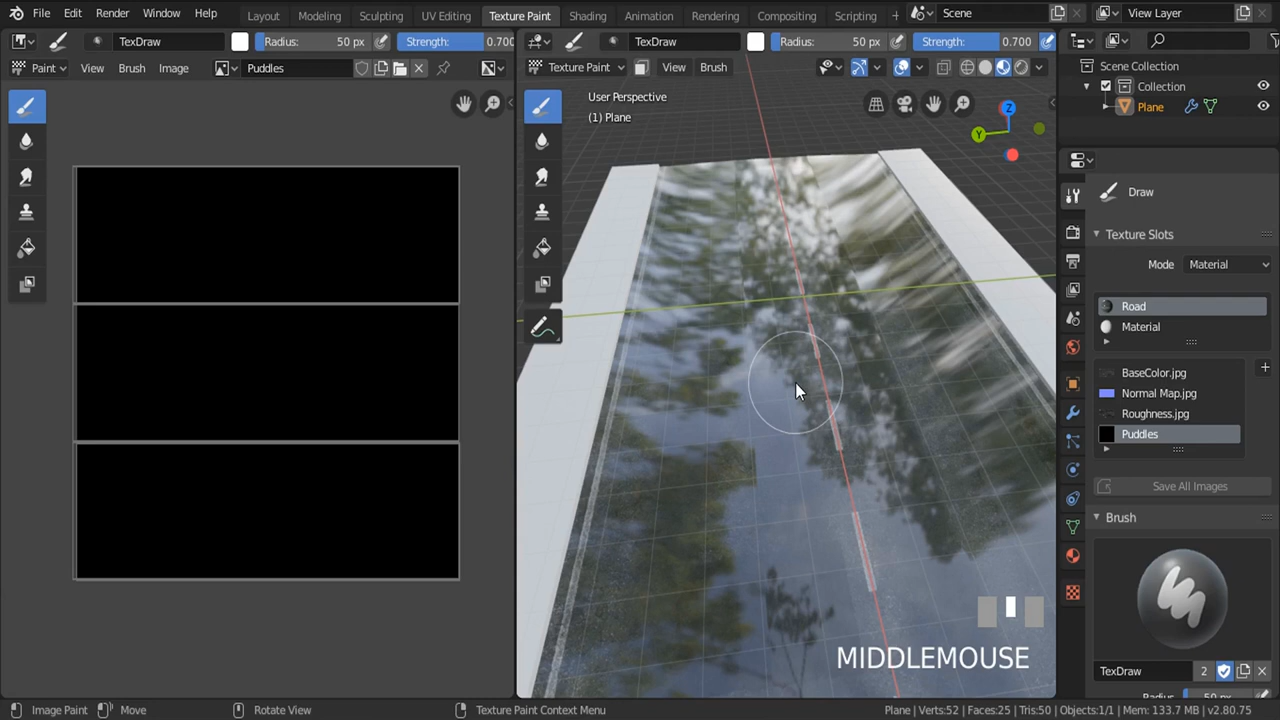 File Edit Render Window Help Layout Modeling Sculpting UV Editing Texture Paint Shading Animation Rendering Compositing Scripting + Scene View Layer
TexDraw Radius: 50 px Strength: 0.700 TexDraw Radius: 50 px Strength: 0.700
Paint View Brush Image Puddles Texture Paint View Brush
Scene Collection
Collection
Plane
User Perspective
(1) Plane
Z
Y
Draw
Texture Slots
Mode Material
Road
Material
BaseColor.jpg
Normal Map.jpg
Roughness.jpg
Puddles
Save All Images
Brush
TexDraw 2
Radius 50 px
MIDDLEMOUSE
Image Paint Move Rotate View Texture Paint Context Menu Plane | Verts:52 | Faces:25 | Tris:50 | Objects:1/1 | Mem: 133.7 MB | v2.80.75